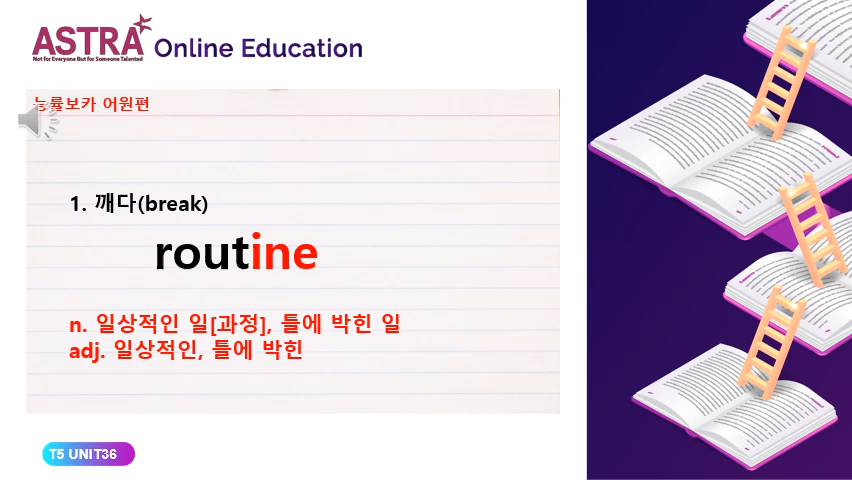 ASTRA
Not for Everyone But for Someone Talented
Online Education
능률보카 어원편
1. 깨다(break)
routine
n. 일상적인 일[과정], 틀에 박힌 일
adj. 일상적인, 틀에 박힌
T5 UNIT36